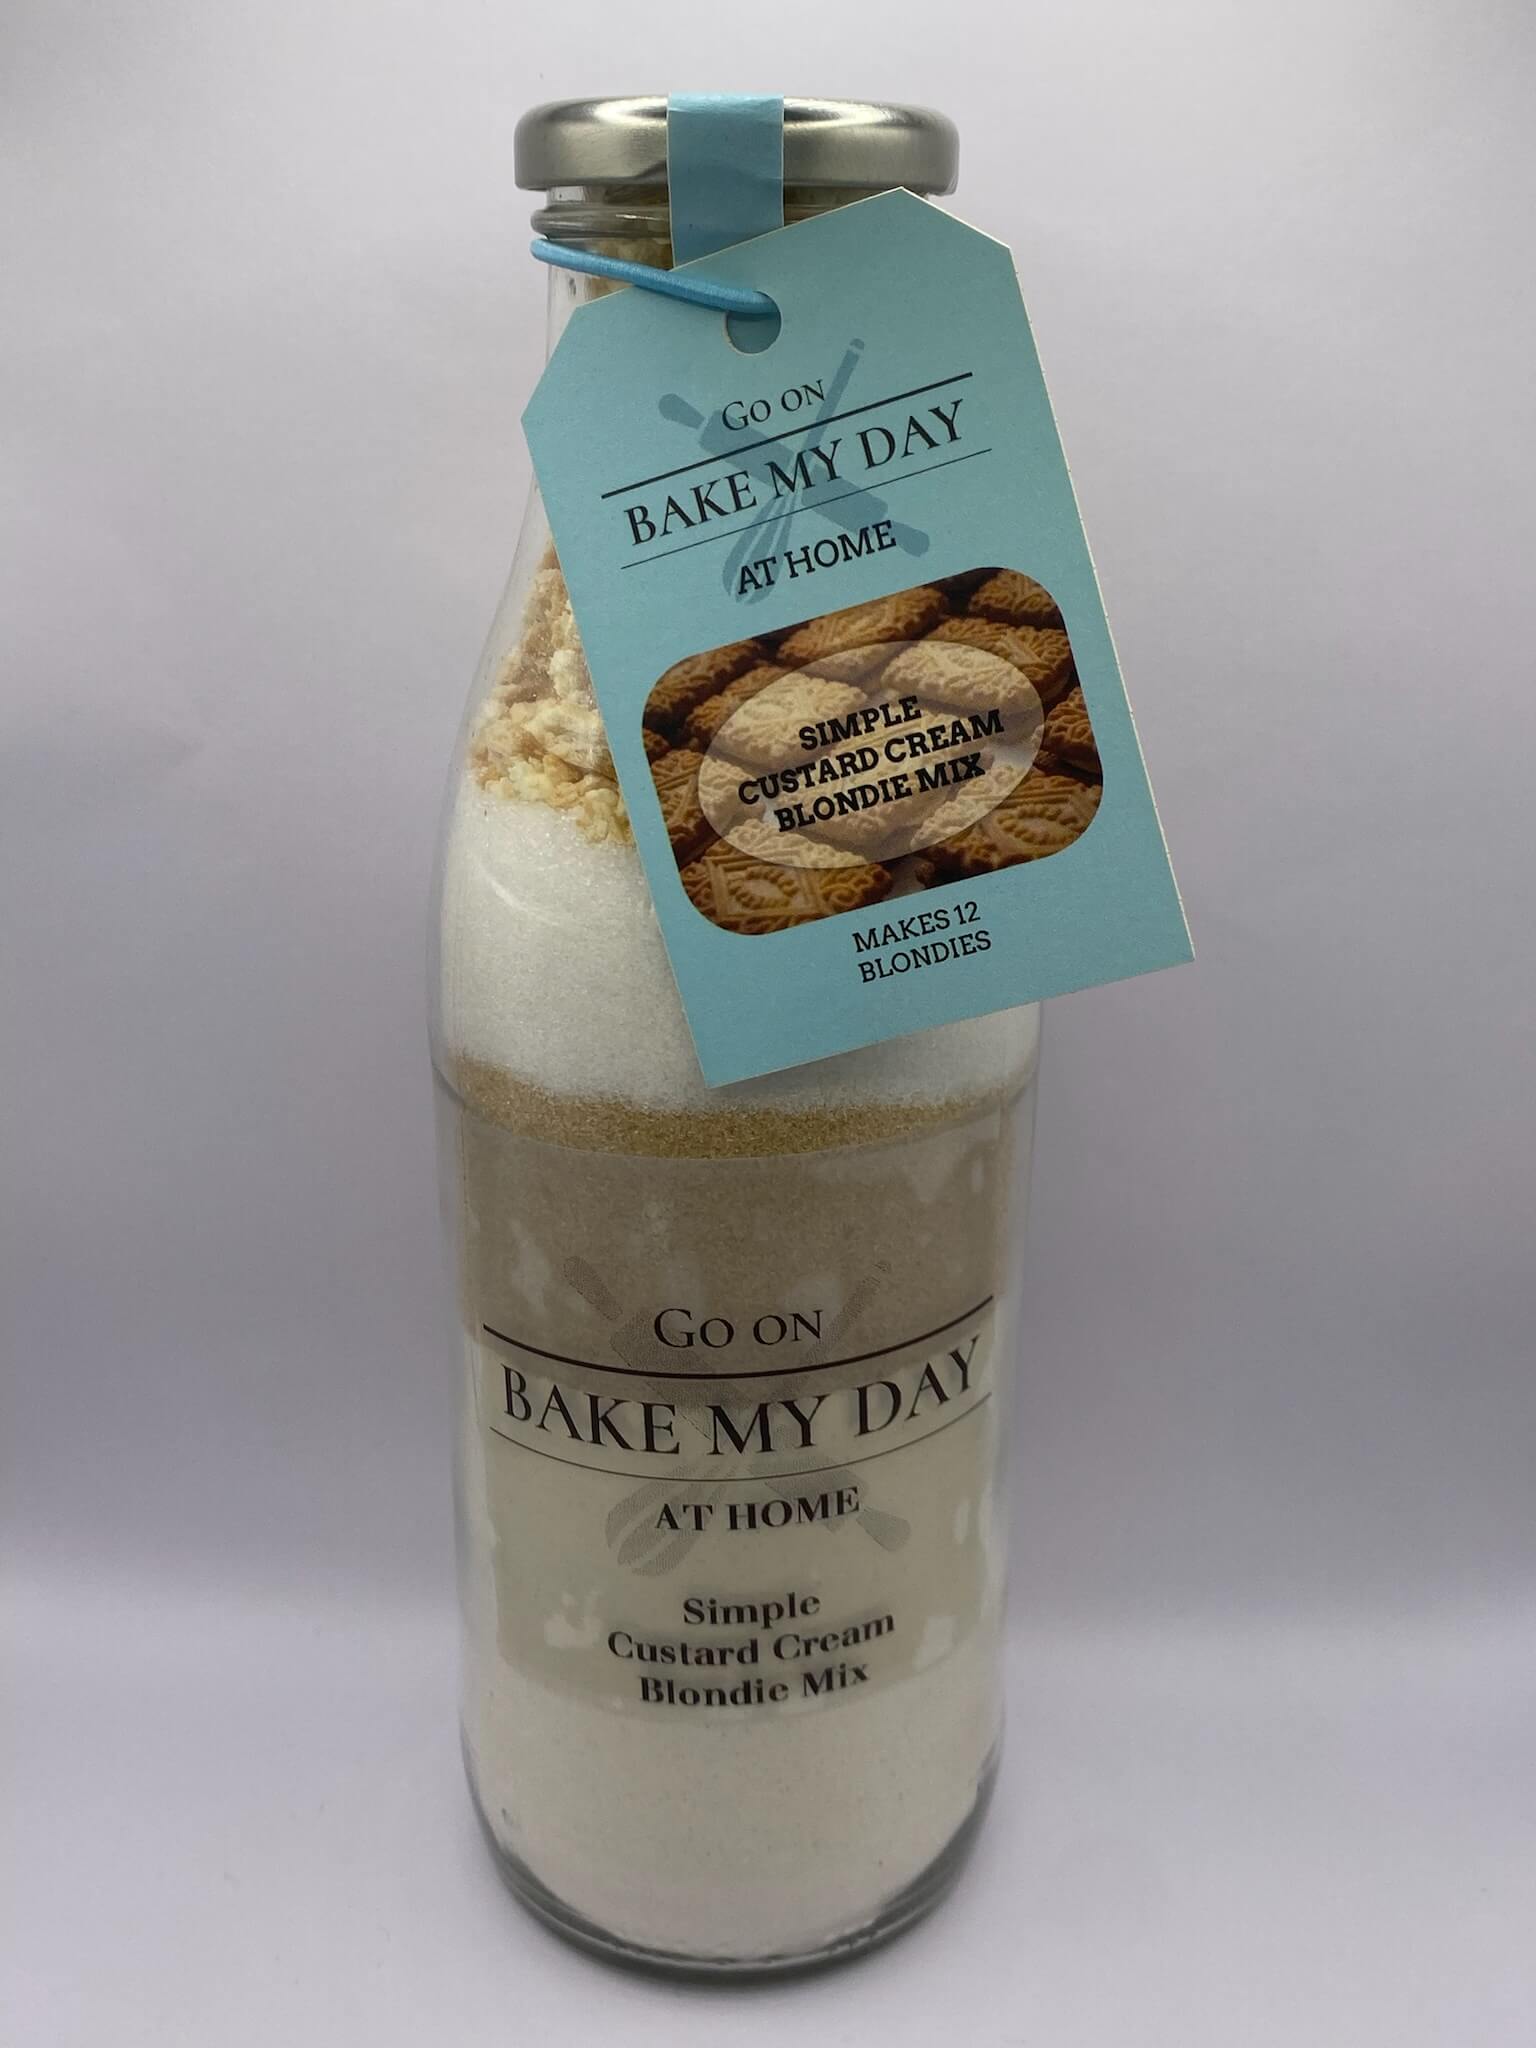 GO ON
BAKE MY DAY
AT HOME
SIMPLE
CUSTARD CREAM
BLONDIE MIX
MAKES 12
BLONDIES
GO ON
BAKE MY DAY
AT HOME
Simple
Custard Cream
Blondie Mix